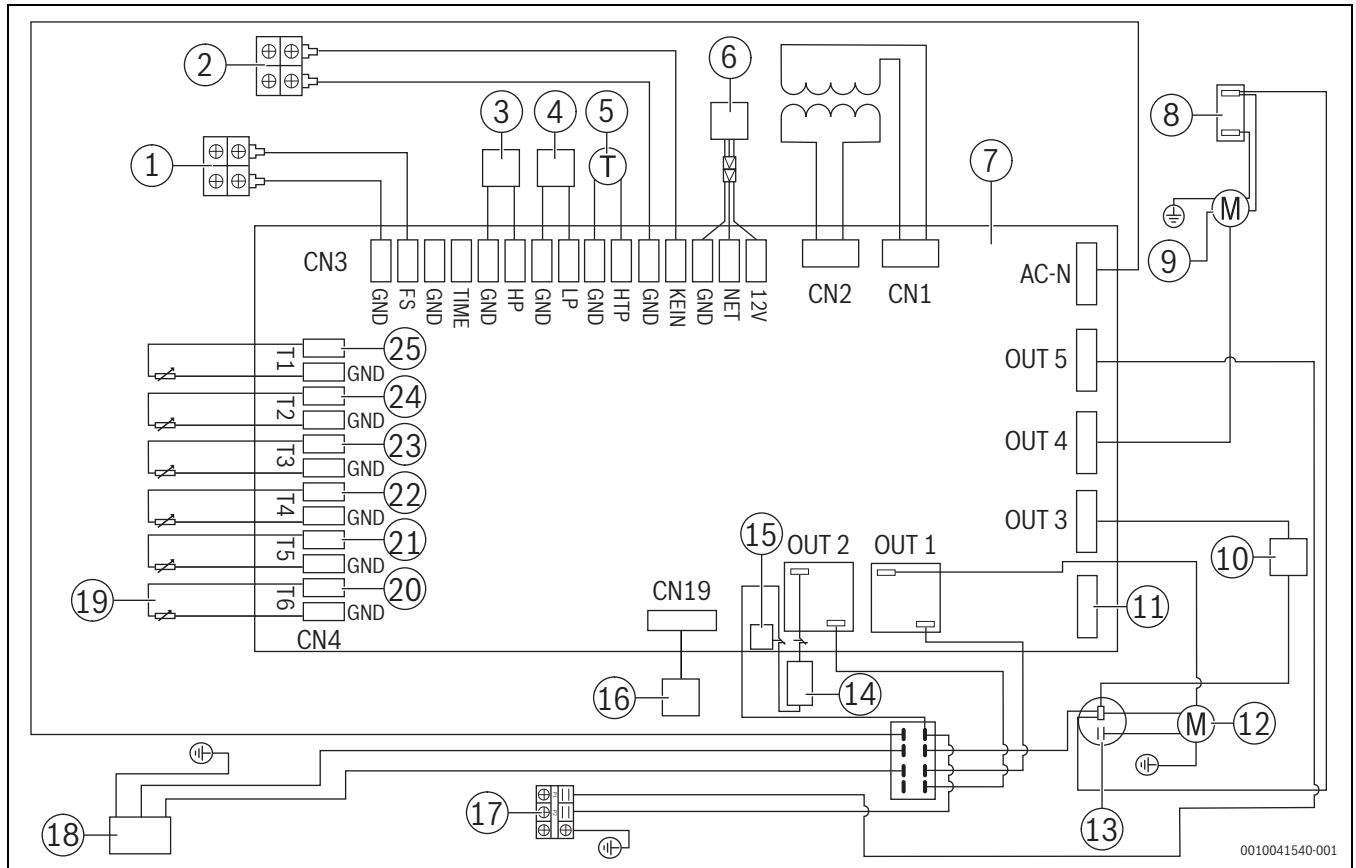 2
1
3
4
5
T
6
7
8
M
9
CN3
GND
FS
GND
TIME
GND
HP
GND
LP
GND
HTP
GND
KEIN
GND
NET
12V
CN2
CN1
AC-N
OUT 5
OUT 4
OUT 3
10
11
T1
GND
25
T2
GND
24
T3
GND
23
T4
GND
22
T5
GND
21
T6
GND
20
19
CN4
CN19
15
OUT 2
OUT 1
16
14
M
12
13
17
P1
P2
18
0010041540-001